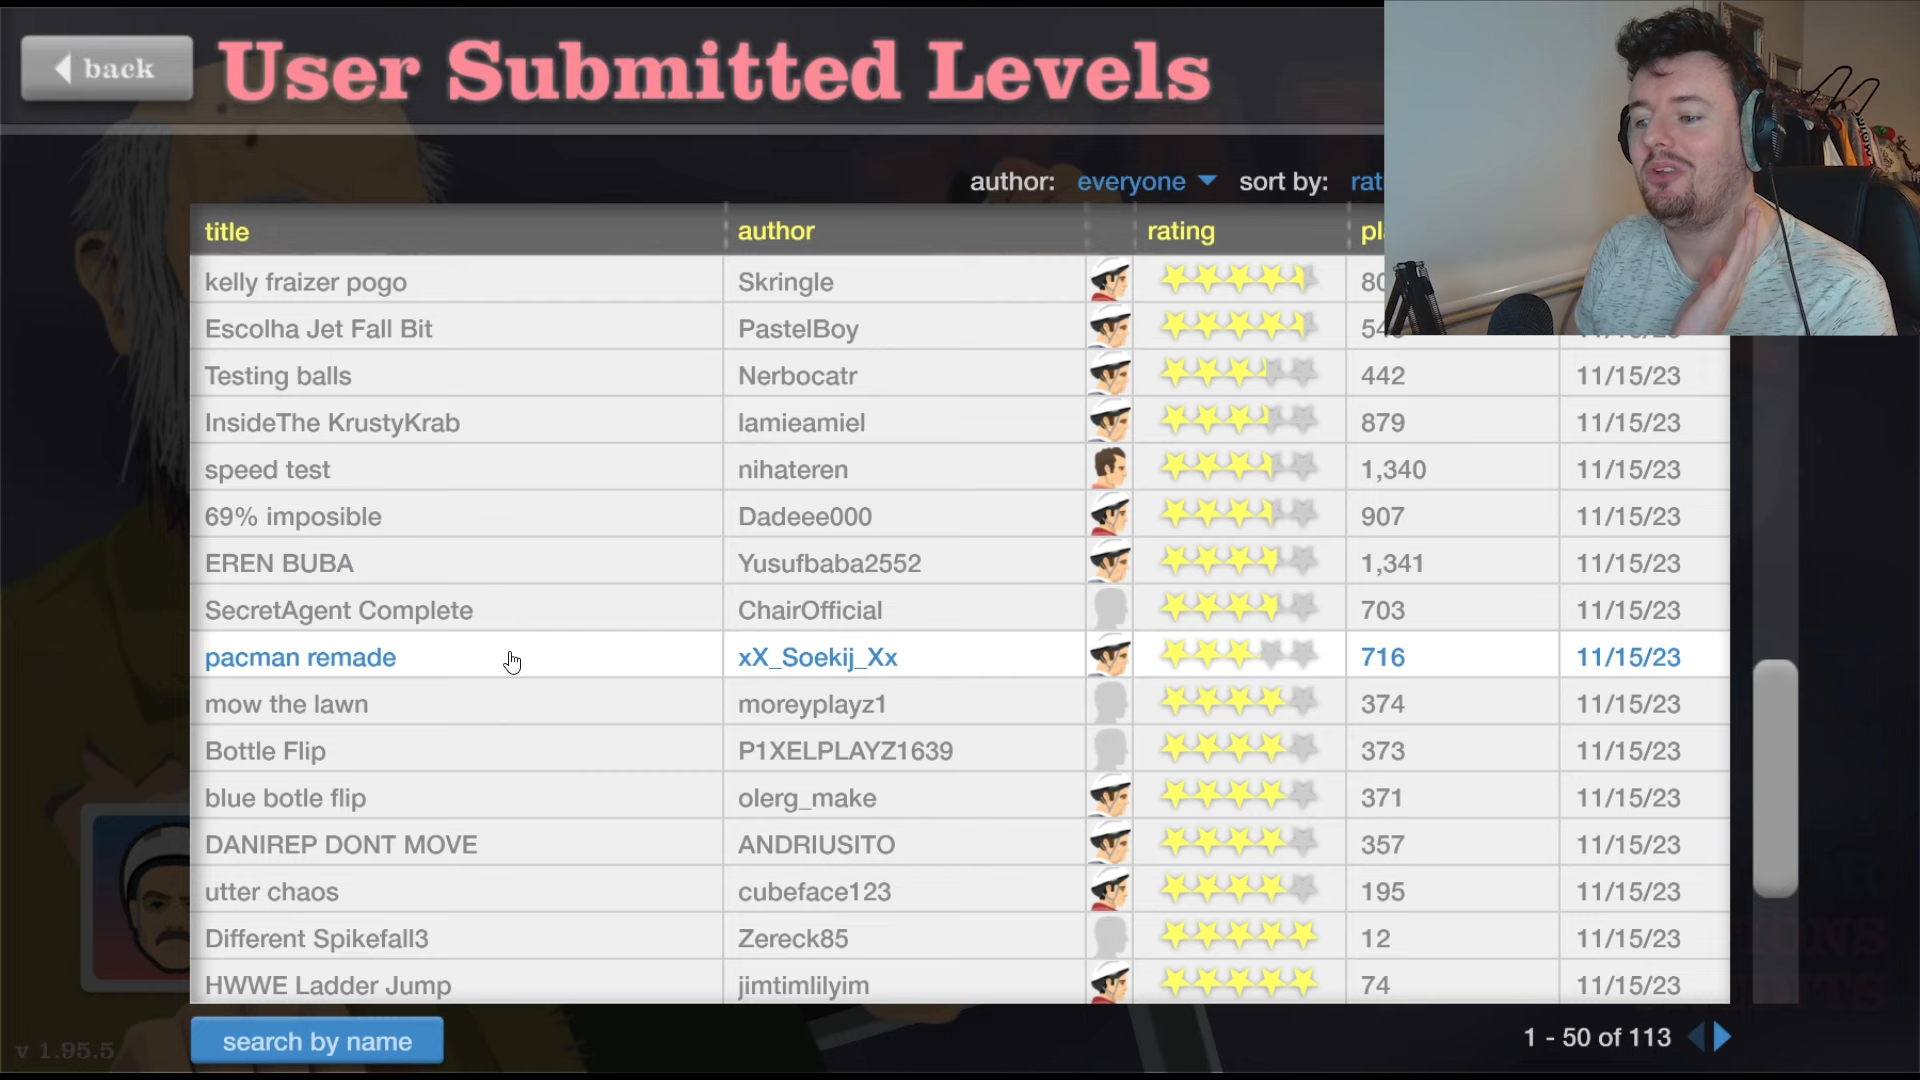 back
User Submitted Levels
author: everyone sort by: rat
title author rating pl
kelly fraizer pogo Skringle 80
Escolha Jet Fall Bit PastelBoy
Testing balls Nerbocatr 442 11/15/23
InsideThe KrustyKrab lamieamiel 879 11/15/23
speed test nihateren 1,340 11/15/23
69% imposible Dadeee000 907 11/15/23
EREN BUBA Yusufbaba2552 1,341 11/15/23
SecretAgent Complete ChairOfficial 703 11/15/23
pacman remade xX_Soekij_Xx 716 11/15/23
mow the lawn moreyplayz1 374 11/15/23
Bottle Flip P1XELPLAYZ1639 373 11/15/23
blue botle flip olerg_make 371 11/15/23
DANIREP DONT MOVE ANDRIUSITO 357 11/15/23
utter chaos cubeface123 195 11/15/23
Different Spikefall3 Zereck85 12 11/15/23
HWWE Ladder Jump jimtimlilyim 74 11/15/23
search by name
1 - 50 of 113
v 1.95.5